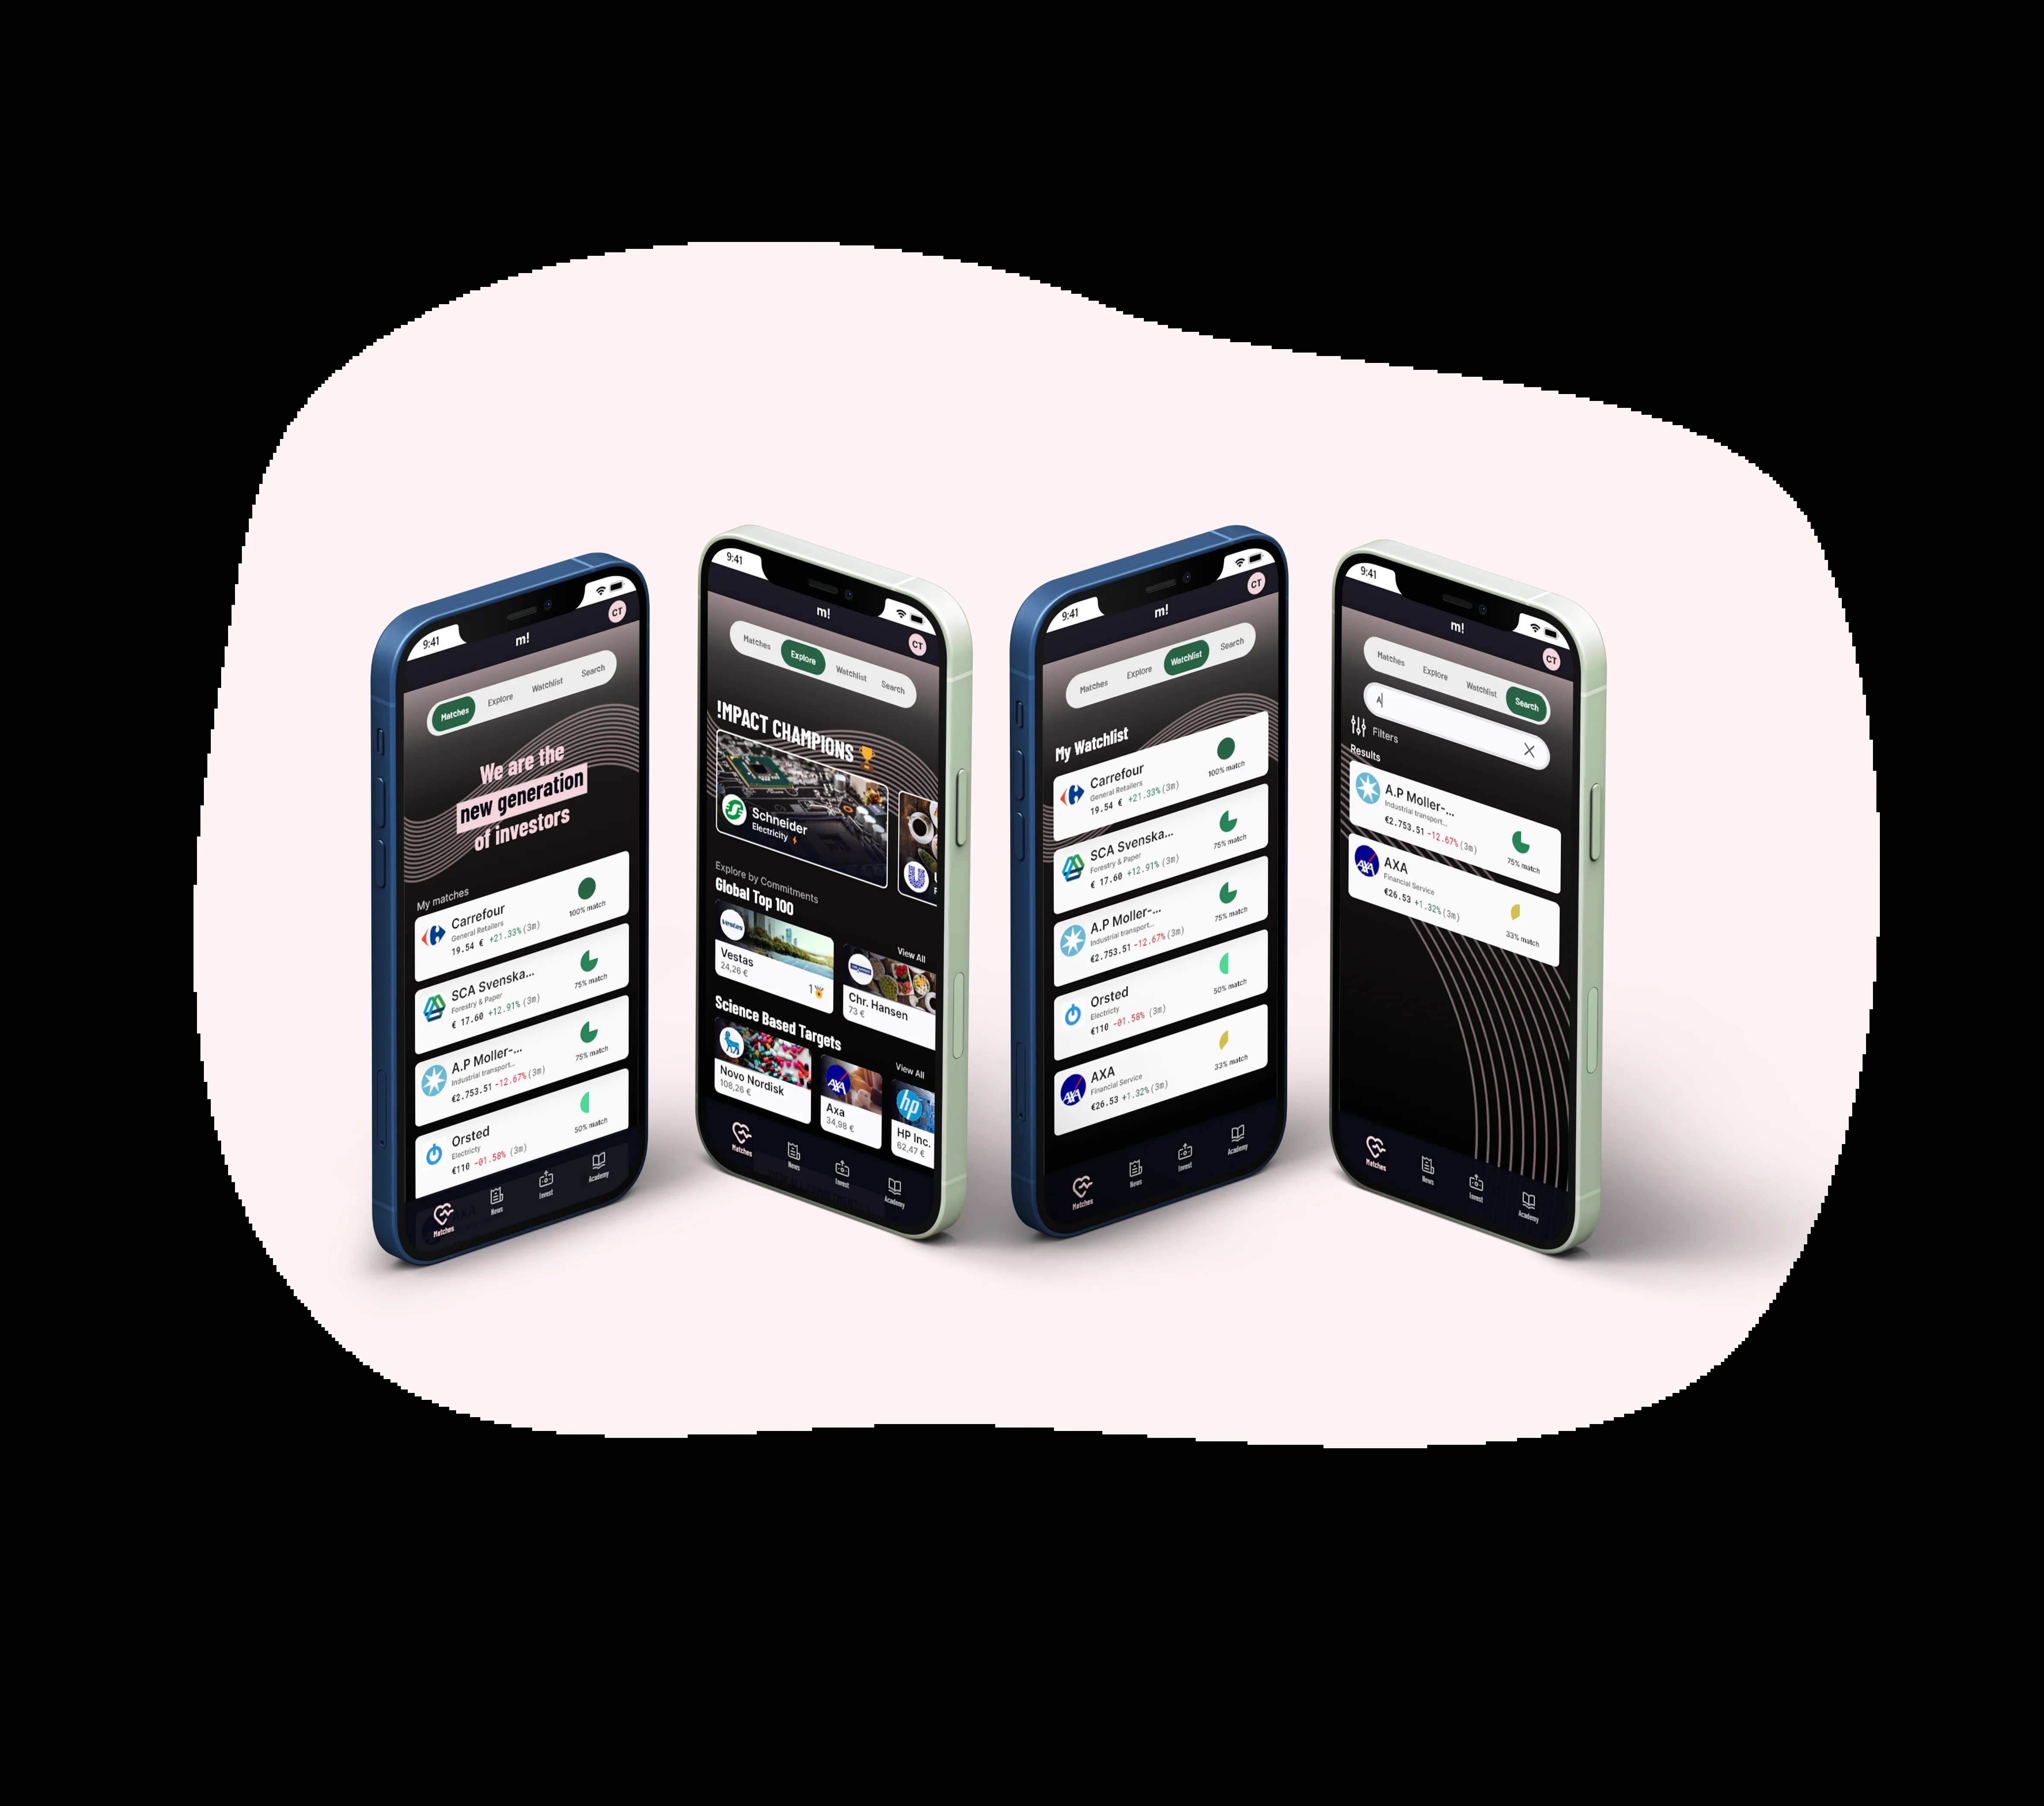 9:41
m!
CT
Matches Explore Watchlist Search
We are the
new generation
of investors
My matches
Carrefour
General Retailers
19.54 € +21.33% (3m)
100% match
SCA Svenska...
Forestry & Paper
€ 17.60 +12.91% (3m)
75% match
A.P Moller-...
Industrial transport...
€2.753.51 -12.67% (3m)
75% match
Orsted
Electricty
€110 -01.58% (3m)
50% match
Matches News Invest Academy
9:41
m!
CT
Matches Explore Watchlist Search
!MPACT CHAMPIONS
Schneider
Electricity
Explore by Commitments
Global Top 100
View All
Vestas
24,26 €
1
Chr. Hansen
73 €
Science Based Targets
View All
Novo Nordisk
108,26 €
AXA
Axa
34,98 €
hp
HP Inc.
62,47 €
Matches News Invest Academy
9:41
m!
CT
Matches Explore Watchlist Search
My Watchlist
Carrefour
General Retailers
19.54 € +21.33% (3m)
100% match
SCA Svenska...
Forestry & Paper
€ 17.60 +12.91% (3m)
75% match
A.P Moller-...
Industrial transport...
€2.753.51 -12.67% (3m)
75% match
Orsted
Electricty
€110 -01.58% (3m)
50% match
AXA
AXA
Financial Service
€26.53 +1.32% (3m)
33% match
Matches News Invest Academy
9:41
m!
CT
Matches Explore Watchlist Search
A
Filters
Results
A.P Moller-...
Industrial transport...
€2.753.51 -12.67% (3m)
75% match
AXA
AXA
Financial Service
€26.53 +1.32% (3m)
33% match
Matches News Invest Academy